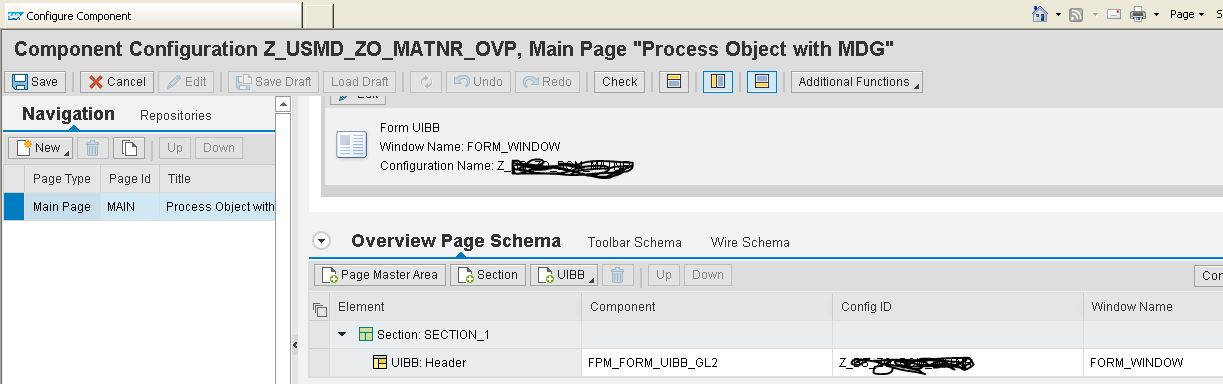 SAP Configure Component
Page
Component Configuration Z_USMD_ZO_MATNR_OVP, Main Page "Process Object with MDG"
Save Cancel Edit Save Draft Load Draft Undo Redo Check Additional Functions
Navigation Repositories
New Up Down
Page Type Page Id Title
Main Page MAIN Process Object with
Edit
Form UIBB
Window Name: FORM_WINDOW
Configuration Name: Z_
Overview Page Schema Toolbar Schema Wire Schema
Page Master Area Section UIBB Up Down Con
Element Component Config ID Window Name
Section: SECTION_1
UIBB: Header FPM_FORM_UIBB_GL2 Z_ FORM_WINDOW